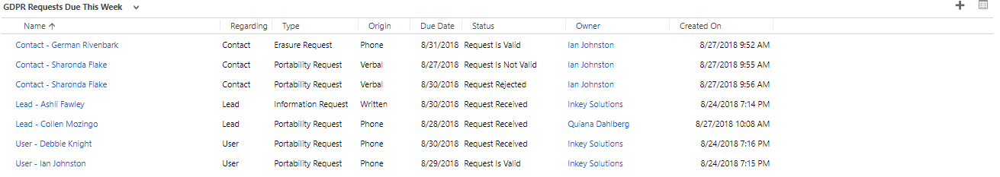 GDPR Requests Due This Week
Name Regarding Type Origin Due Date Status Owner Created On
Contact - German Rivenbark Contact Erasure Request Phone 8/31/2018 Request Is Valid Ian Johnston 8/27/2018 9:52 AM
Contact - Sharonda Flake Contact Portability Request Verbal 8/27/2018 Request Is Not Valid Ian Johnston 8/27/2018 9:55 AM
Contact - Sharonda Flake Contact Portability Request Verbal 8/30/2018 Request Rejected Ian Johnston 8/27/2018 9:56 AM
Lead - Ashli Fawley Lead Information Request Written 8/30/2018 Request Received Inkey Solutions 8/24/2018 7:14 PM
Lead - Collen Mozingo Lead Portability Request Phone 8/28/2018 Request Received Quiana Dahlberg 8/27/2018 10:08 AM
User - Debbie Knight User Portability Request Phone 8/30/2018 Request Received Inkey Solutions 8/24/2018 7:16 PM
User - Ian Johnston User Portability Request Phone 8/29/2018 Request Is Valid Inkey Solutions 8/24/2018 7:15 PM